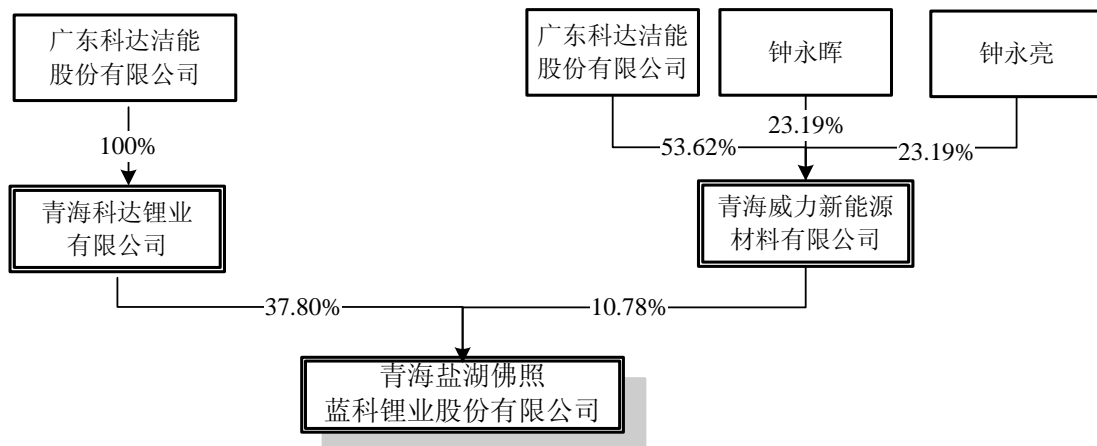 广东科达洁能
股份有限公司
广东科达洁能
股份有限公司
钟永晖
钟永亮
100%
23.19%
53.62%
23.19%
青海科达锂业
有限公司
青海威力新能源
材料有限公司
37.80%
10.78%
青海盐湖佛照
蓝科锂业股份有限公司